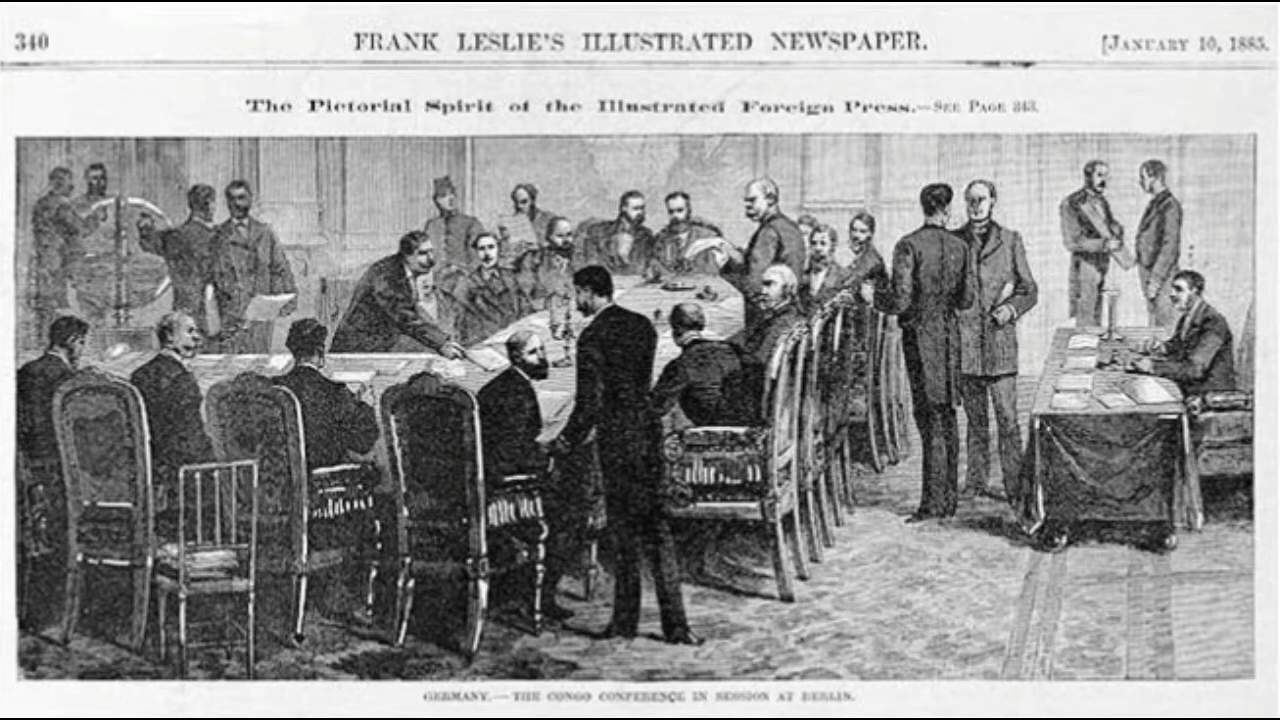 340
FRANK LESLIE'S ILLUSTRATED NEWSPAPER.
[JANUARY 10, 1885.
The Pictorial Spirit of the Illustrated Foreign Press.—SEE PAGE 343.
GERMANY.—THE CONGO CONFERENCE IN SESSION AT BERLIN.